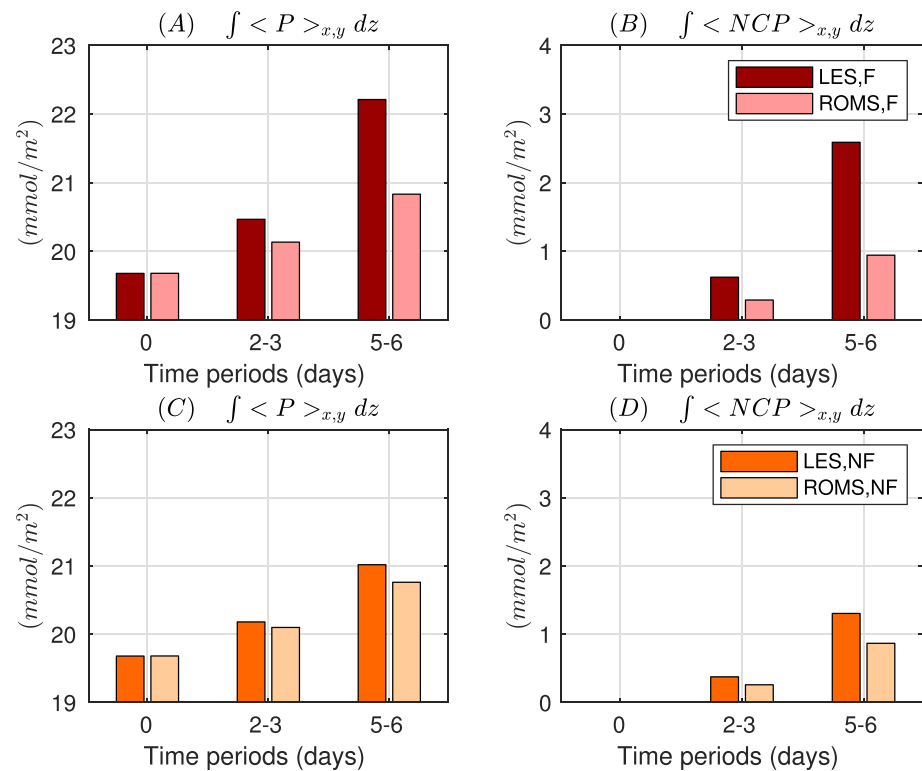 (A) ∫ < P >x,y dz
23
22
21
20
19
(mmol/m²)
0 2-3 5-6
Time periods (days)
(B) ∫ < NCP >x,y dz
4
3
2
1
0
(mmol/m²)
LES,F
ROMS,F
0 2-3 5-6
Time periods (days)
(C) ∫ < P >x,y dz
23
22
21
20
19
(mmol/m²)
0 2-3 5-6
Time periods (days)
(D) ∫ < NCP >x,y dz
4
3
2
1
0
(mmol/m²)
LES,NF
ROMS,NF
0 2-3 5-6
Time periods (days)